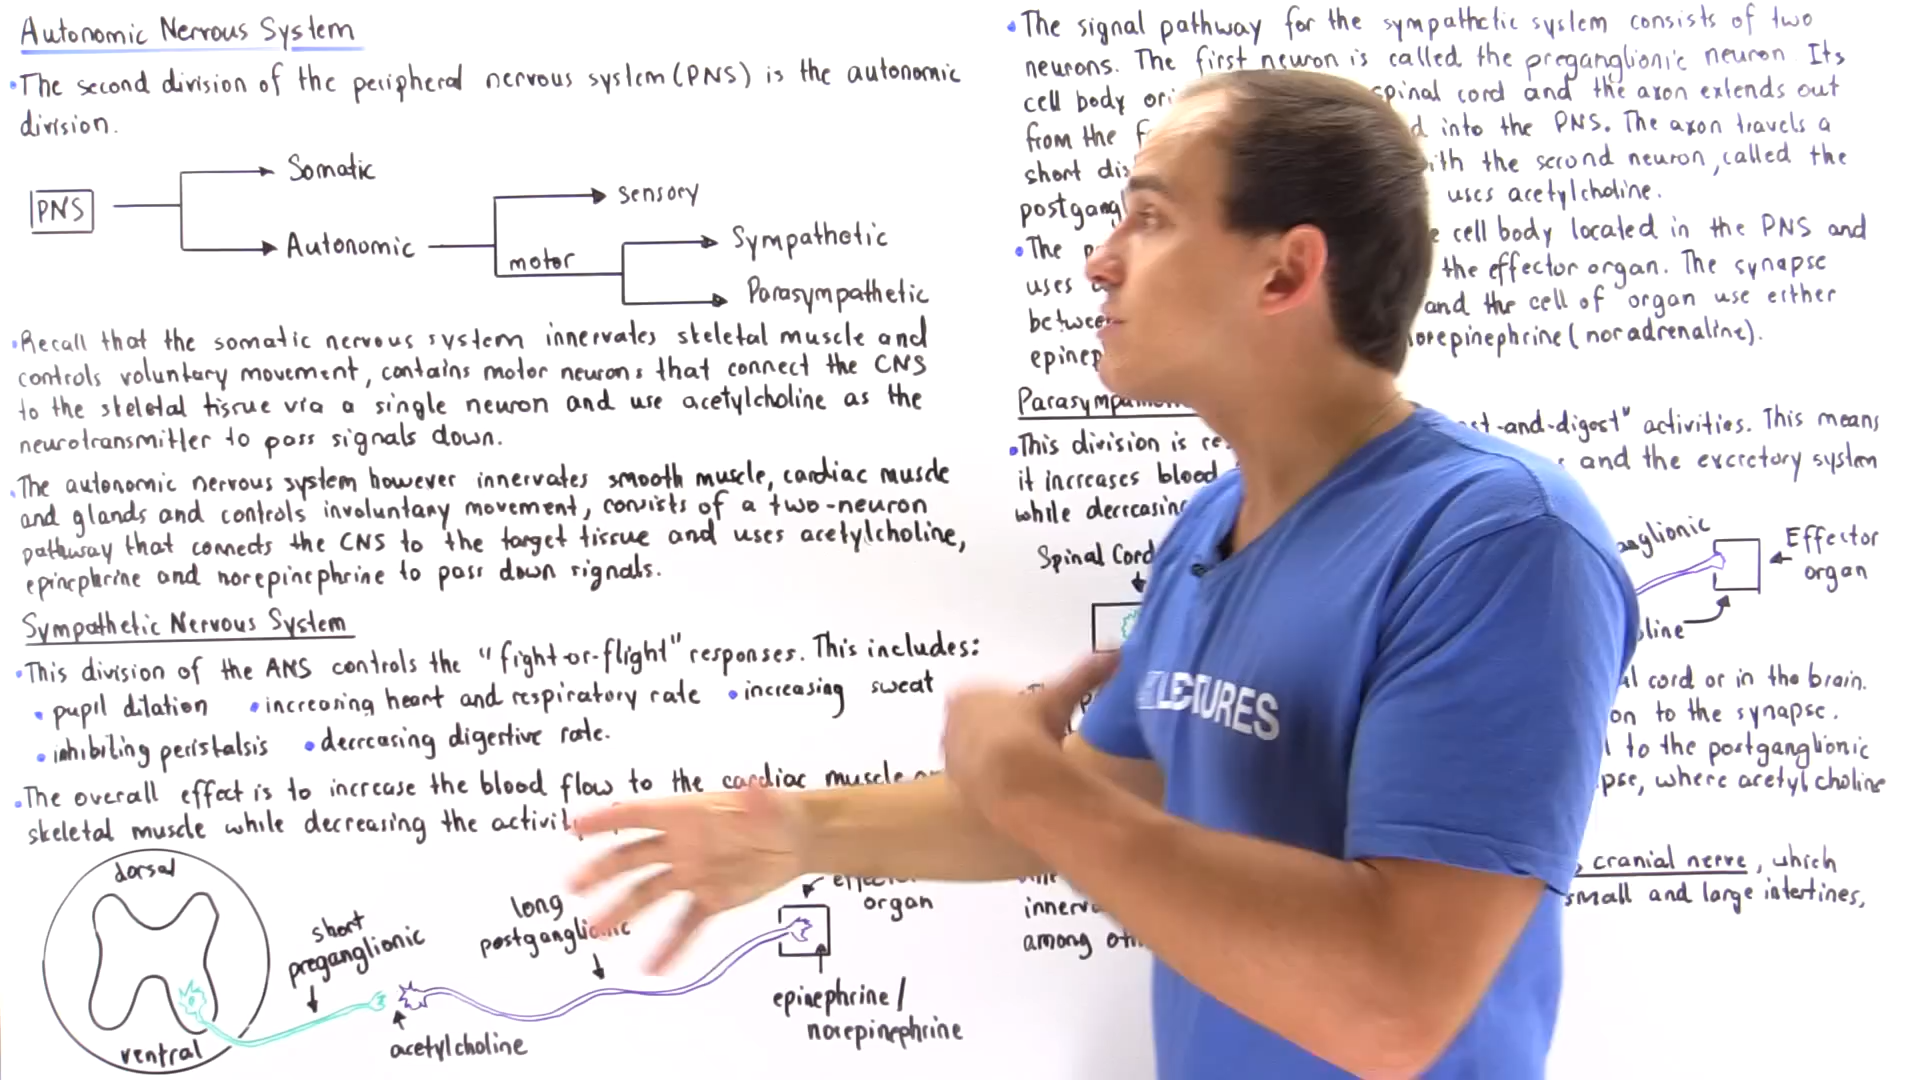 Autonomic Nervous System
•The second division of the peripheral nervous system (PNS) is the autonomic
division.
PNS
Somatic
Autonomic
sensory
motor
Sympathetic
Parasympathetic
•Recall that the somatic nervous system innervates skeletal muscle and
controls voluntary movement, contains motor neurons that connect the CNS
to the skeletal tissue via a single neuron and use acetylcholine as the
neurotransmitter to pass signals down.
•The autonomic nervous system however innervates smooth muscle, cardiac muscle
and glands and controls involuntary movement, consists of a two-neuron
pathway that connects the CNS to the target tissue and uses acetylcholine,
epinephrine and norepinephrine to pass down signals.
Sympathetic Nervous System
•This division of the ANS controls the "fight-or-flight" responses. This includes:
•pupil dilation •increasing heart and respiratory rate •increasing sweat
•inhibiting peristalsis •decreasing digestive rate.
•The overall effect is to increase the blood flow to the cardiac muscle
skeletal muscle while decreasing the
dorsal
ventral
short
preganglionic
acetylcholine
long
postganglionic
organ
epinephrine/
norepinephrine
•The signal pathway for the sympathetic system consists of two
neurons. The first neuron is called the preganglionic neuron. Its
cell body spinal cord and the axon extends out
from the into the PNS. The axon travels a
short with the second neuron, called the
uses acetylcholine.
•The cell body located in the PNS and
uses the effector organ. The synapse
and the cell of organ use either
norepinephrine (noradrenaline).
•This division is "rest-and-digest" activities. This means
it increases blood and the excretory system
while decreasing
Spinal Cord
Effector
organ
cord or in the brain.
on to the synapse.
to the postganglionic
where acetylcholine
cranial nerve, which
small and large intertines,
among
LECTURES